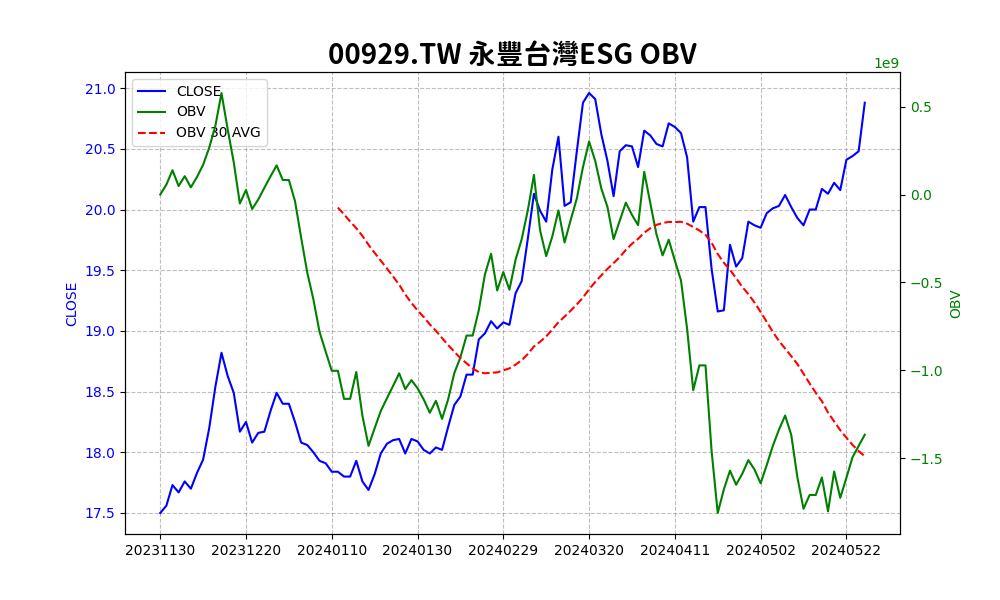 00929.TW 永豐台灣ESG OBV
1e9
CLOSE
OBV
OBV 30 AVG
21.0
20.5
20.0
19.5
19.0
18.5
18.0
17.5
CLOSE
0.5
0.0
−0.5
−1.0
−1.5
OBV
20231130 20231220 20240110 20240130 20240229 20240320 20240411 20240502 20240522